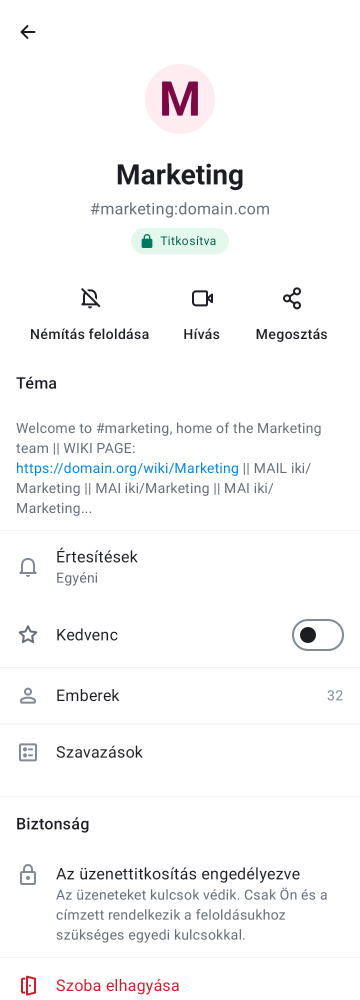 M
Marketing
#marketing:domain.com
Titkosítva
Némítás feloldása
Hívás
Megosztás
Téma
Welcome to #marketing, home of the Marketing
team || WIKI PAGE:
https://domain.org/wiki/Marketing || MAIL iki/
Marketing || MAI iki/Marketing || MAI iki/
Marketing...
Értesítések
Egyéni
Kedvenc
Emberek 32
Szavazások
Biztonság
Az üzenettitkosítás engedélyezve
Az üzeneteket kulcsok védik. Csak Ön és a
címzett rendelkezik a feloldásukhoz
szükséges egyedi kulcsokkal.
Szoba elhagyása